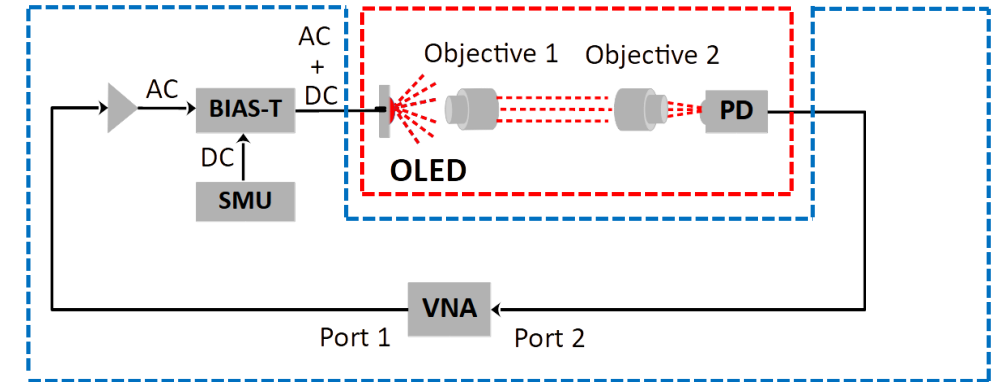 AC
+
DC
Objective 1
Objective 2
AC
BIAS-T
PD
DC
OLED
SMU
VNA
Port 1
Port 2